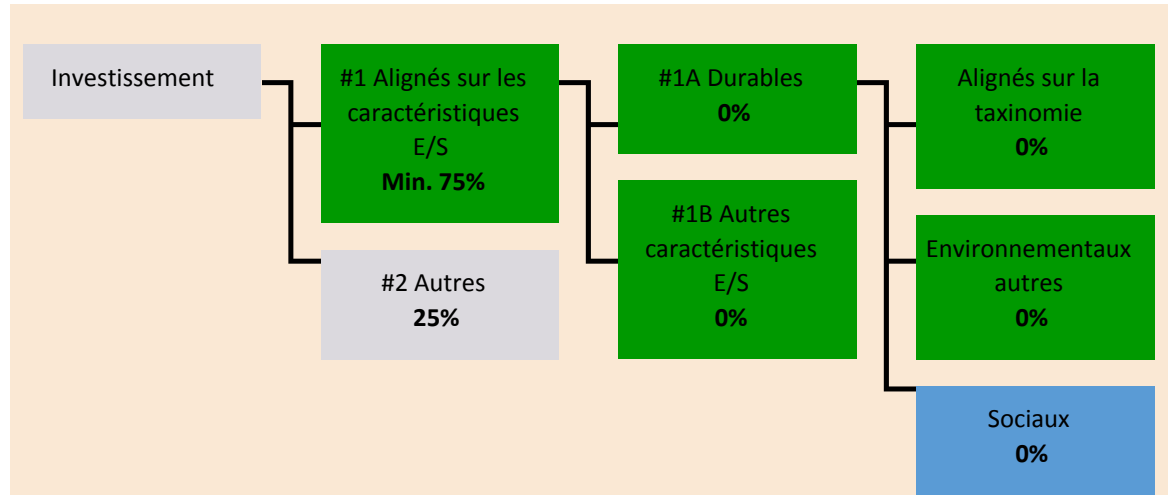 Investissement
#1 Alignés sur les
caractéristiques
E/S
Min. 75%
#2 Autres
25%
#1A Durables
0%
#1B Autres
caractéristiques
E/S
0%
Alignés sur la
taxinomie
0%
Environnementaux
autres
0%
Sociaux
0%